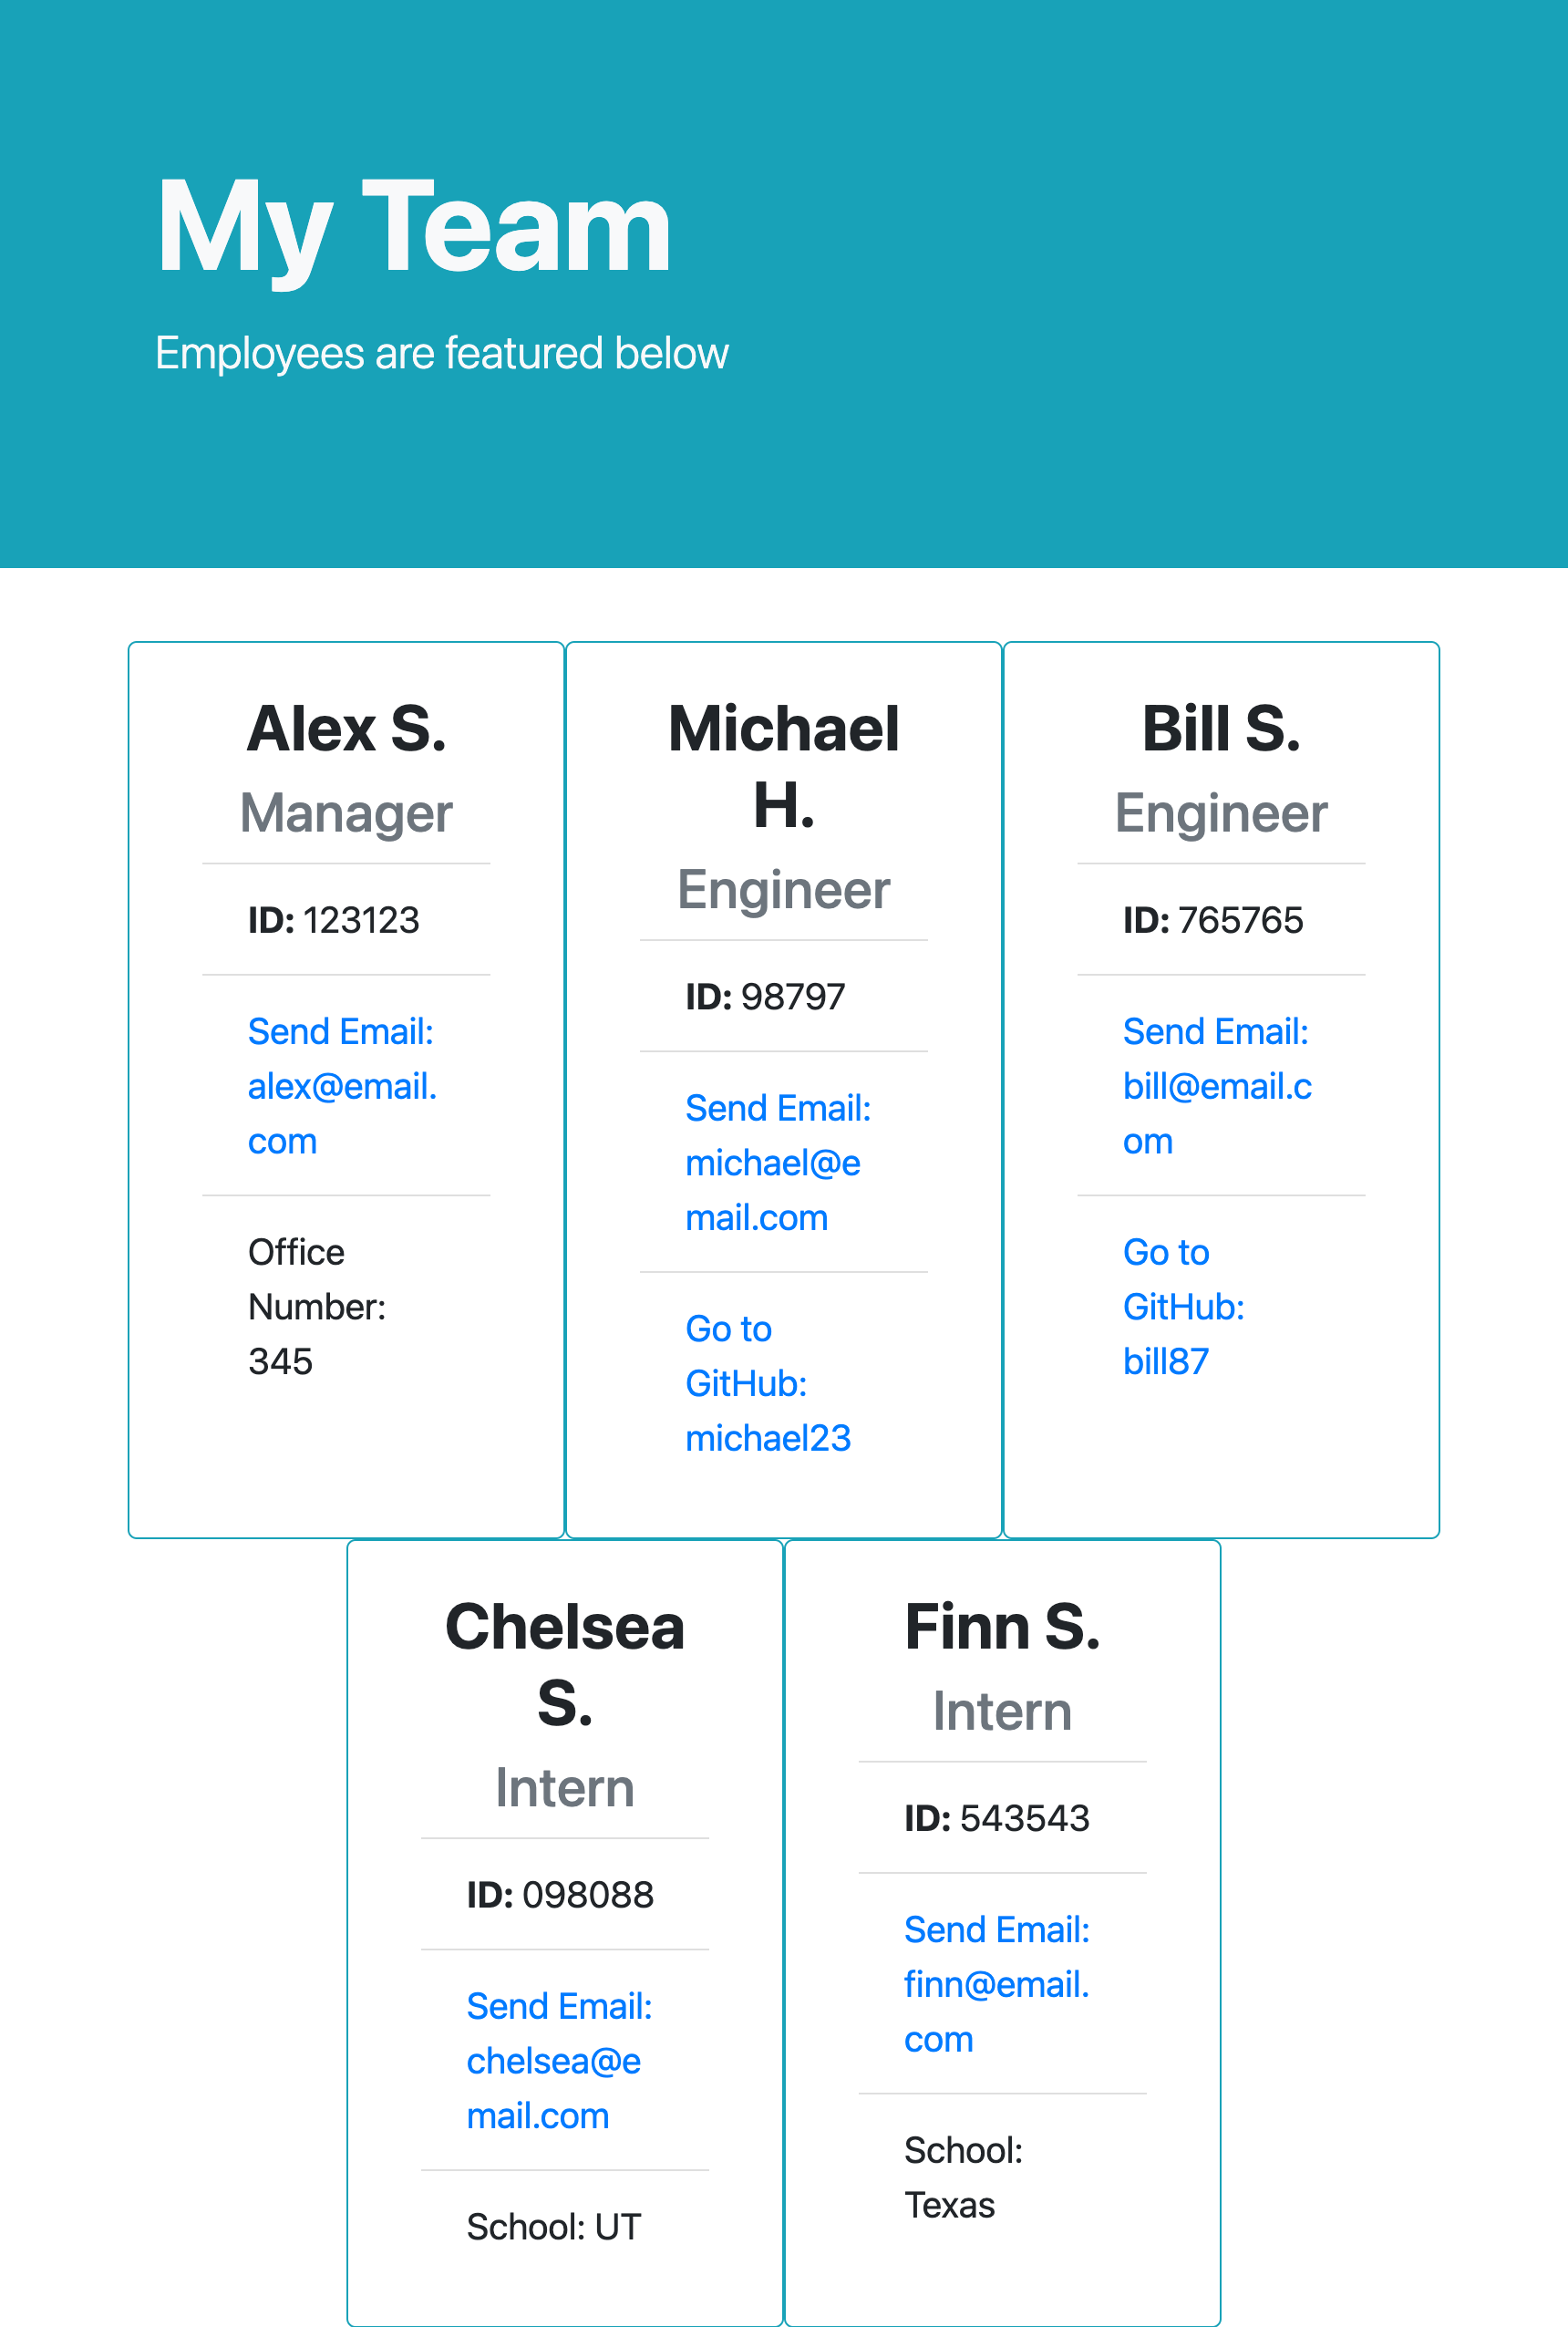 My Team
Employees are featured below
Alex S.
Manager
ID: 123123
Send Email:
alex@email.
com
Office
Number:
345
Michael
H.
Engineer
ID: 98797
Send Email:
michael@e
mail.com
Go to
GitHub:
michael23
Bill S.
Engineer
ID: 765765
Send Email:
bill@email.c
om
Go to
GitHub:
bill87
Chelsea
S.
Intern
ID: 098088
Send Email:
chelsea@e
mail.com
School: UT
Finn S.
Intern
ID: 543543
Send Email:
finn@email.
com
School:
Texas